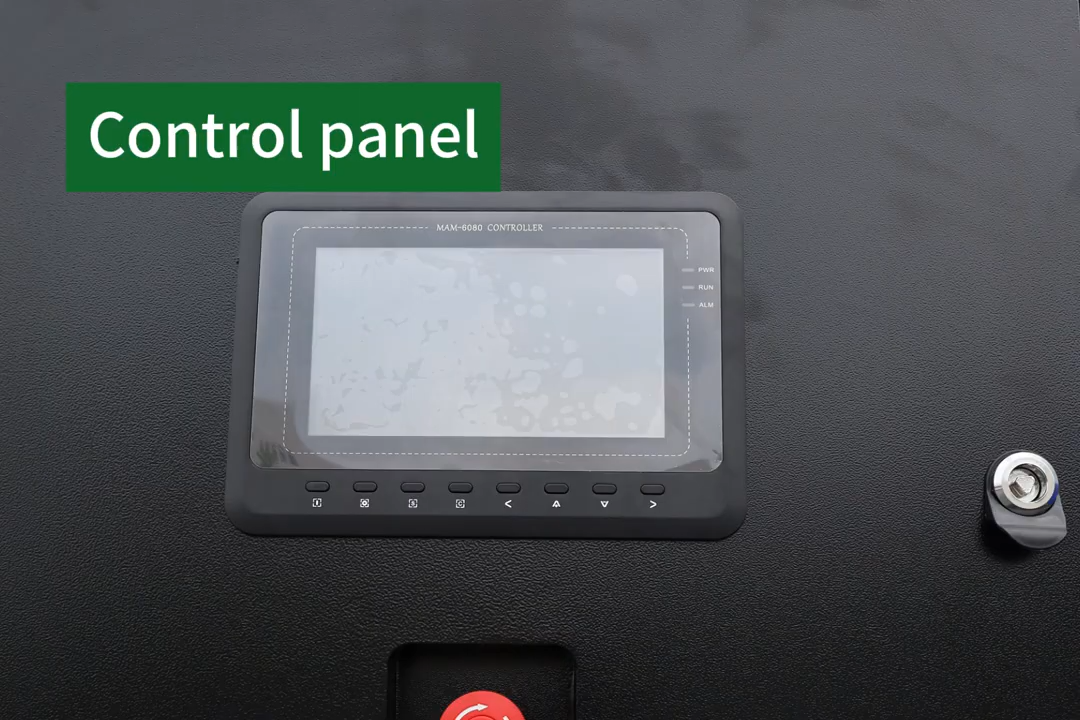 Control panel
MAM-6080 CONTROLLER
PWR
RUN
ALM
I
O
S
C